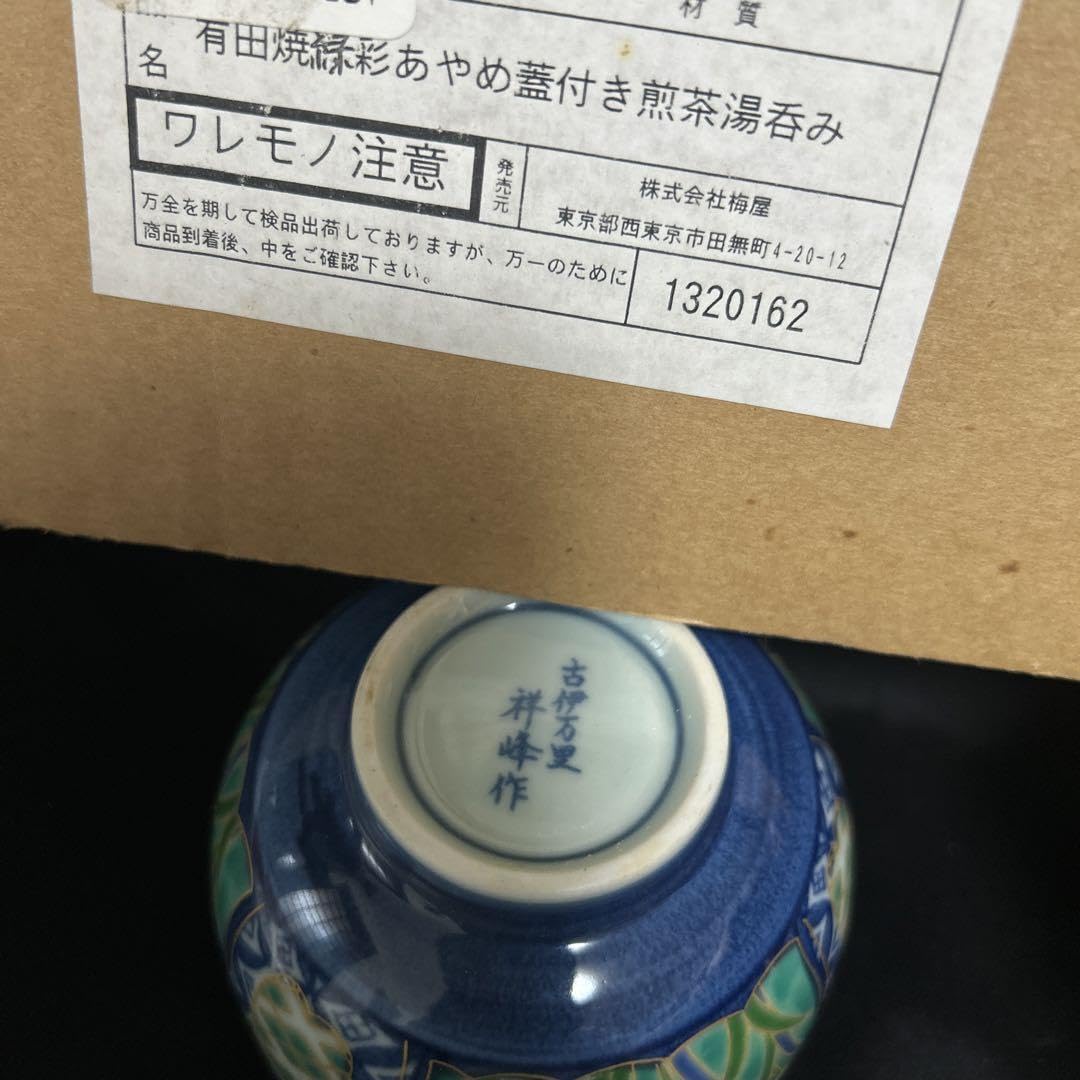 材質
名
有田焼緑彩あやめ蓋付き煎茶湯呑み
ワレモノ注意
発売元
株式会社梅屋
東京部西東京市田無町4-20-12
万全を期して検品出荷しておりますが、万一のために
商品到着後、中をご確認下さい。
1320162
古伊万里
祥峰作